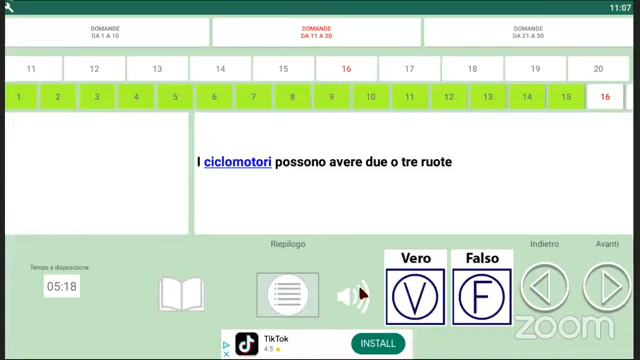 11:07
DOMANDE
DA 1 A 10
DOMANDE
DA 11 A 20
DOMANDE
DA 21 A 30
11 12 13 14 15 16 17 18 19 20
1 2 3 4 5 6 7 8 9 10 11 12 13 14 15 16
I ciclomotori possono avere due o tre ruote
Riepilogo
Indietro
Avanti
Tempo a disposizione
05:18
Vero
Falso
V
F
zoom
TikTok
4.5
INSTALL